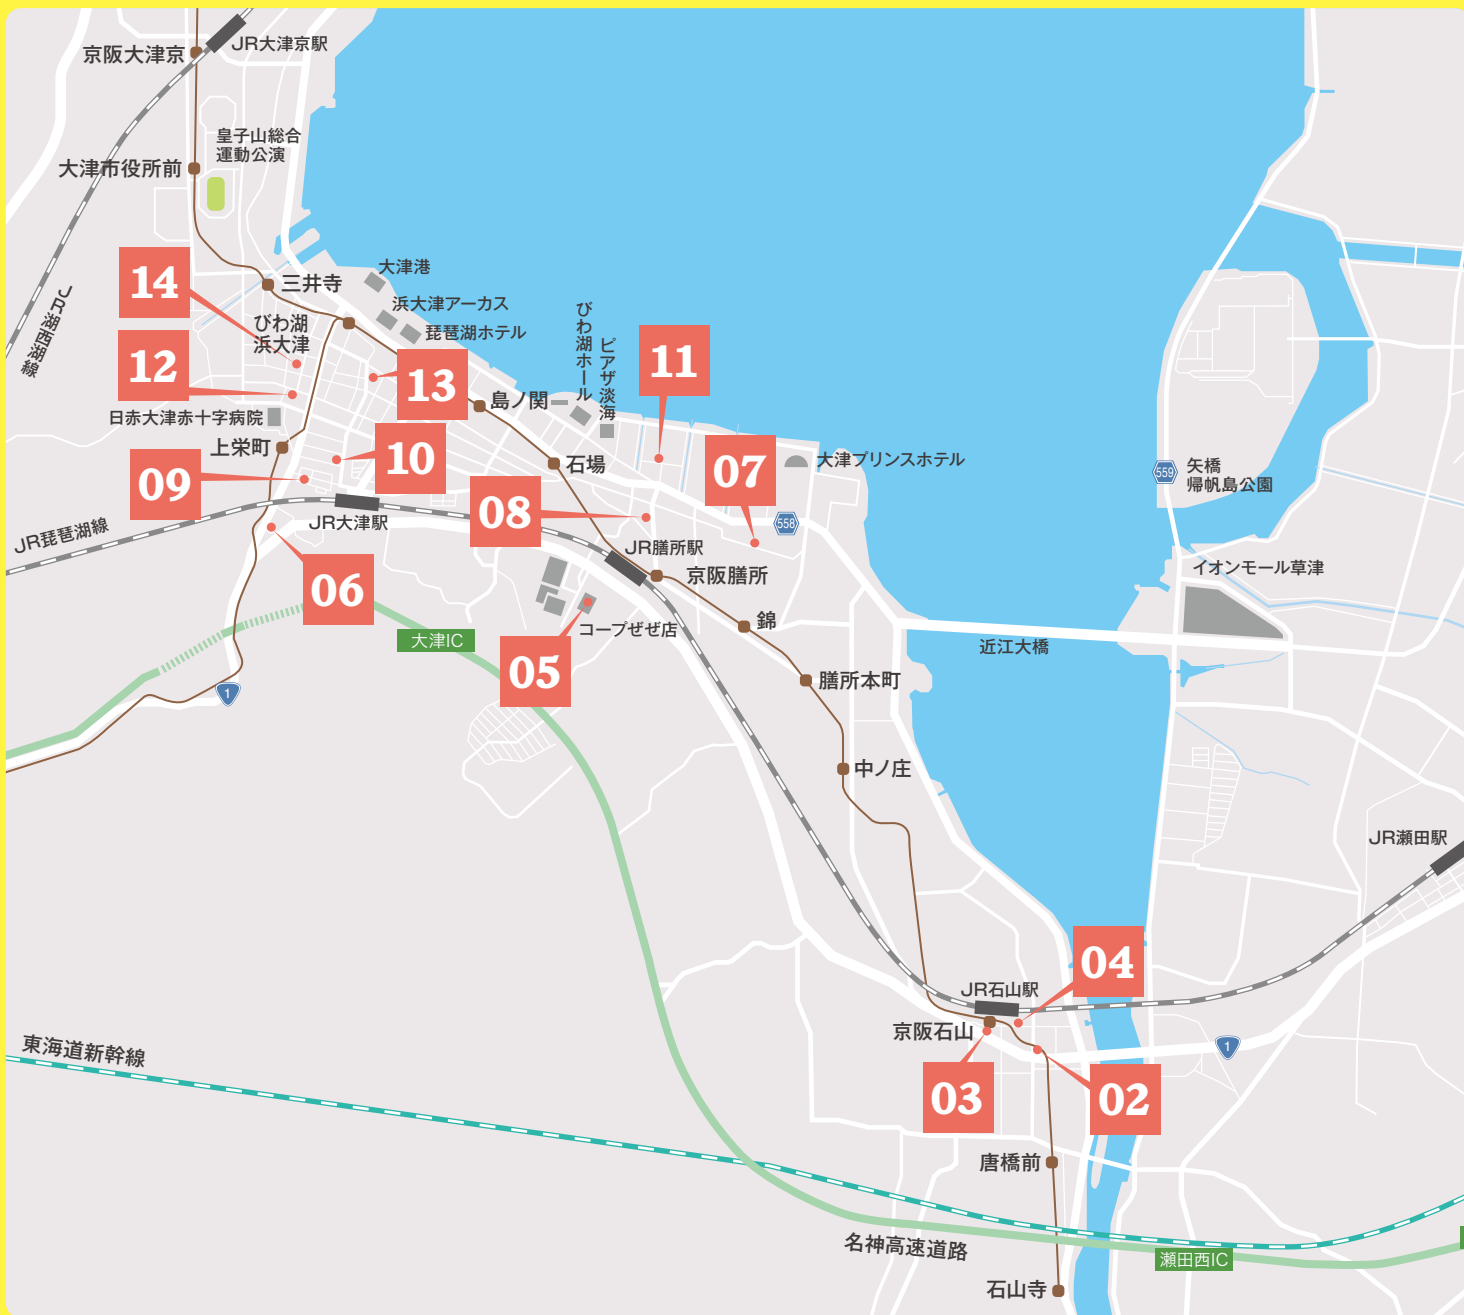 JR大津京駅
京阪大津京
皇子山総合
運動公演
大津市役所前
14
三井寺
大津港
浜大津アーカス
琵琶湖ホテル
びわ湖
浜大津
JR湖西湖線
12
13
びわ湖ホール
ピアザ淡海
11
島ノ関
日赤大津赤十字病院
上栄町
10
石場
07
大津プリンスホテル
559
矢橋
帰帆島公園
09
08
558
JR大津駅
JR琵琶湖線
JR膳所駅
京阪膳所
イオンモール草津
06
コープぜぜ店
錦
大津IC
近江大橋
05
膳所本町
1
中ノ庄
JR瀬田駅
04
JR石山駅
京阪石山
1
東海道新幹線
03
02
唐橋前
名神高速道路
瀬田西IC
石山寺